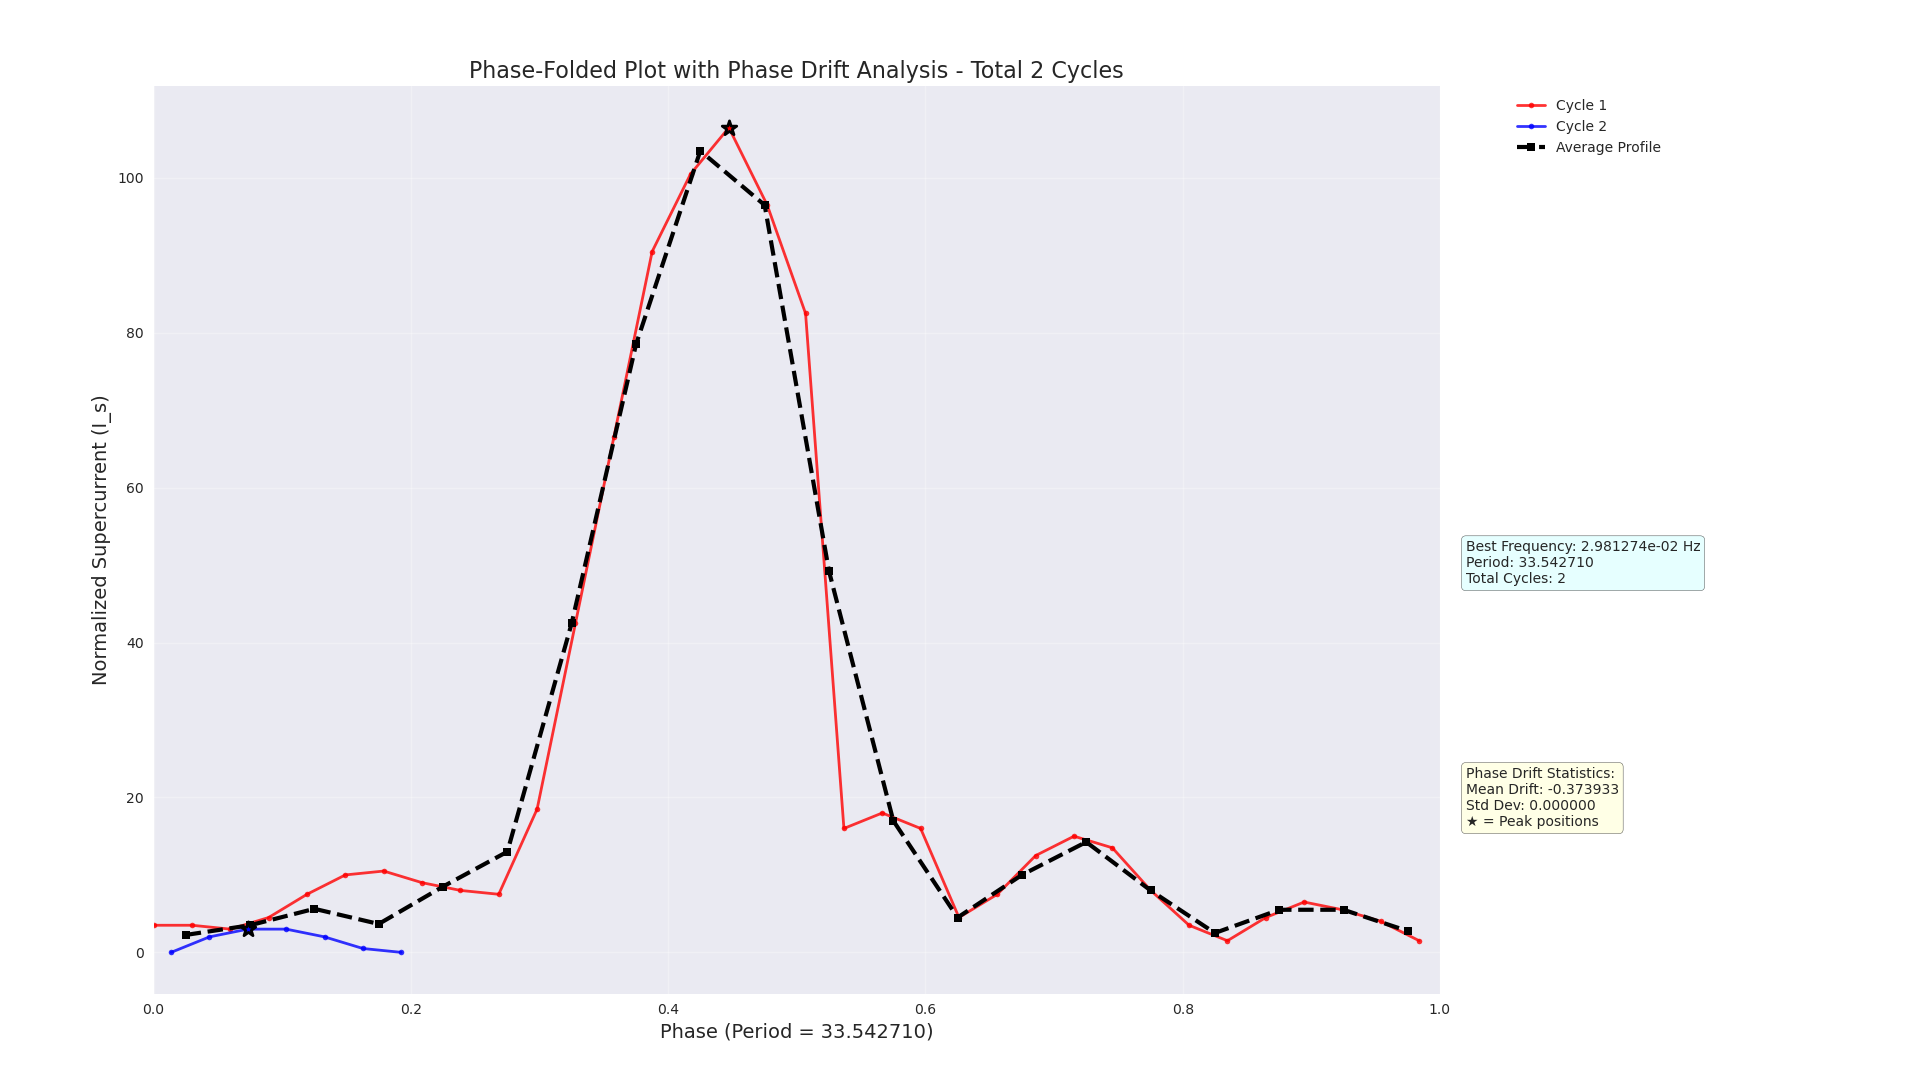 Phase-Folded Plot with Phase Drift Analysis - Total 2 Cycles
Cycle 1
Cycle 2
Average Profile
Normalized Supercurrent (I_s)
100
80
60
40
20
0
0.0
0.2
0.4
0.6
0.8
1.0
Phase (Period = 33.542710)
Best Frequency: 2.981274e-02 Hz
Period: 33.542710
Total Cycles: 2
Phase Drift Statistics:
Mean Drift: -0.373933
Std Dev: 0.000000
★ = Peak positions